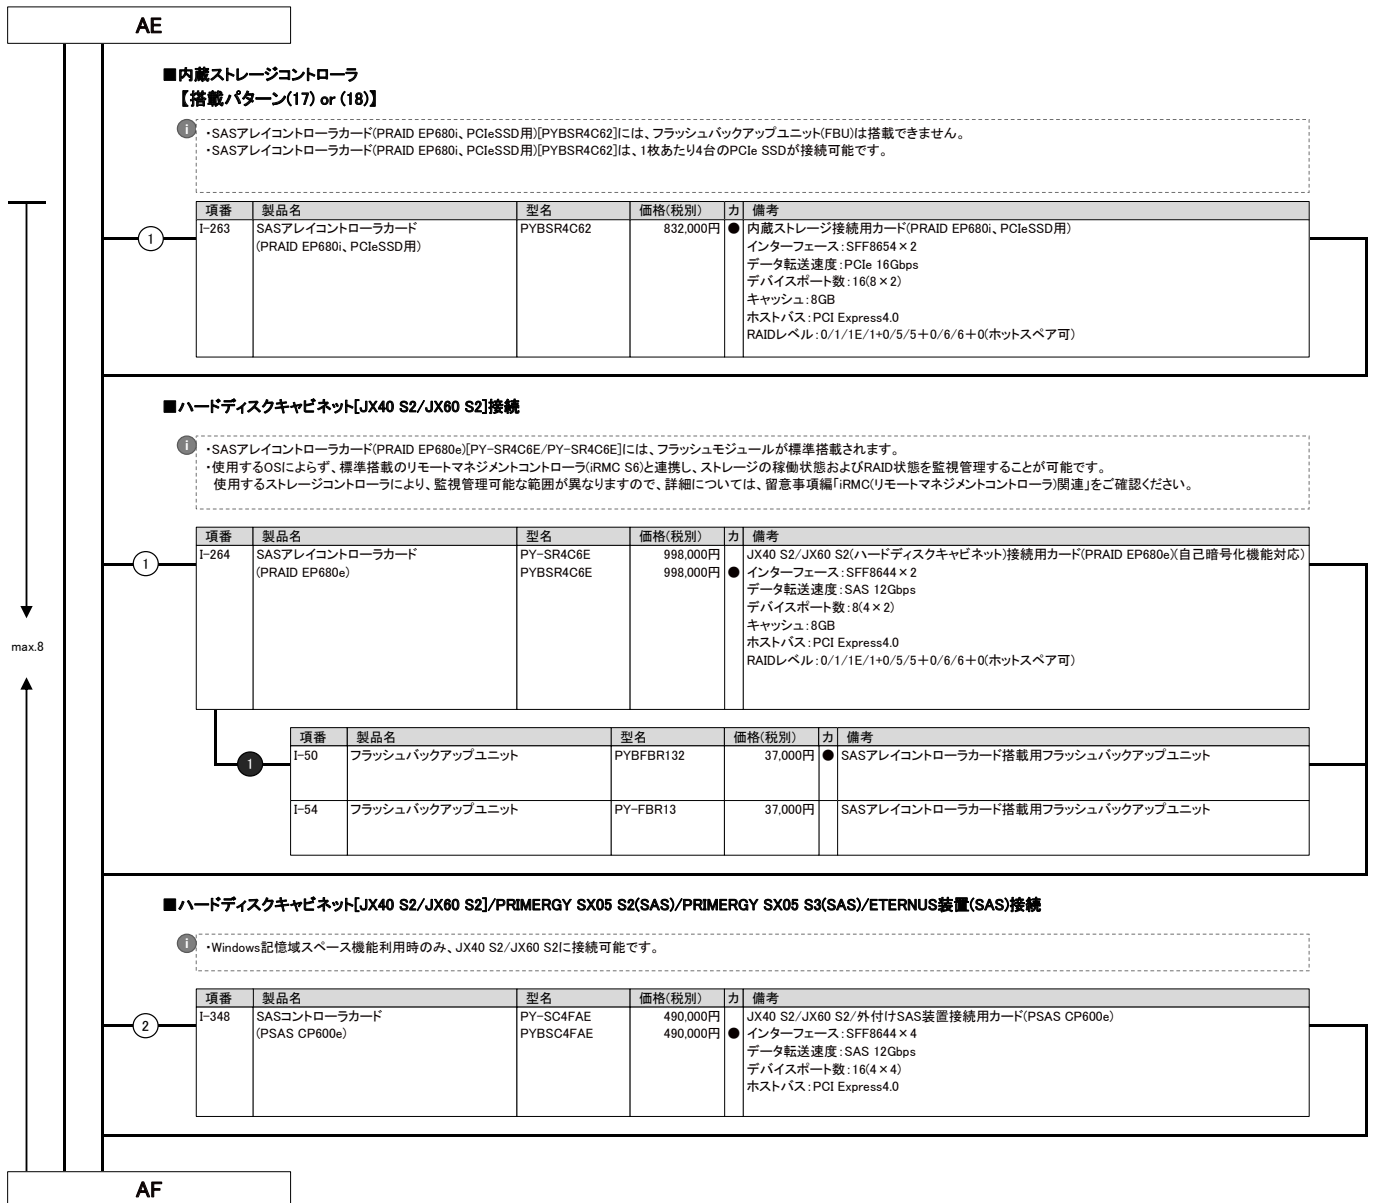 AE
■内蔵ストレージコントローラ
【搭載パターン(17) or (18)】
i
・SASアレイコントローラカード(PRAID EP680i、PCIeSSD用)[PYBSR4C62]には、フラッシュバックアップユニット(FBU)は搭載できません。
・SASアレイコントローラカード(PRAID EP680i、PCIeSSD用)[PYBSR4C62]は、1枚あたり4台のPCIe SSDが接続可能です。
項番 製品名 型名 価格(税別) カ 備考
1 I-263 SASアレイコントローラカード PYBSR4C62 832,000円 ● 内蔵ストレージ接続用カード(PRAID EP680i、PCIeSSD用)
(PRAID EP680i、PCIeSSD用) インターフェース:SFF8654×2
データ転送速度:PCIe 16Gbps
デバイスポート数:16(8×2)
キャッシュ:8GB
ホストバス:PCI Express4.0
RAIDレベル:0/1/1E/1+0/5/5+0/6/6+0(ホットスペア可)
■ハードディスクキャビネット[JX40 S2/JX60 S2]接続
i
・SASアレイコントローラカード(PRAID EP680e)[PY-SR4C6E/PY-SR4C6E]には、フラッシュモジュールが標準搭載されます。
・使用するOSによらず、標準搭載のリモートマネジメントコントローラ(iRMC S6)と連携し、ストレージの稼働状態およびRAID状態を監視管理することが可能です。
使用するストレージコントローラにより、監視管理可能な範囲が異なりますので、詳細については、留意事項編「iRMC(リモートマネジメントコントローラ)関連」をご確認ください。
項番 製品名 型名 価格(税別) カ 備考
1 I-264 SASアレイコントローラカード PY-SR4C6E 998,000円 JX40 S2/JX60 S2(ハードディスクキャビネット)接続用カード(PRAID EP680e)(自己暗号化機能対応)
(PRAID EP680e) PYBSR4C6E 998,000円 ● インターフェース:SFF8644×2
データ転送速度:SAS 12Gbps
デバイスポート数:8(4×2)
キャッシュ:8GB
ホストバス:PCI Express4.0
RAIDレベル:0/1/1E/1+0/5/5+0/6/6+0(ホットスペア可)
max.8
項番 製品名 型名 価格(税別) カ 備考
1 I-50 フラッシュバックアップユニット PYBFBR132 37,000円 ● SASアレイコントローラカード搭載用フラッシュバックアップユニット
I-54 フラッシュバックアップユニット PY-FBR13 37,000円 SASアレイコントローラカード搭載用フラッシュバックアップユニット
■ハードディスクキャビネット[JX40 S2/JX60 S2]/PRIMERGY SX05 S2(SAS)/PRIMERGY SX05 S3(SAS)/ETERNUS装置(SAS)接続
i
・Windows記憶域スペース機能利用時のみ、JX40 S2/JX60 S2に接続可能です。
項番 製品名 型名 価格(税別) カ 備考
2 I-348 SASコントローラカード PY-SC4FAE 490,000円 JX40 S2/JX60 S2/外付けSAS装置接続用カード(PSAS CP600e)
(PSAS CP600e) PYBSC4FAE 490,000円 ● インターフェース:SFF8644×4
データ転送速度:SAS 12Gbps
デバイスポート数:16(4×4)
ホストバス:PCI Express4.0
AF